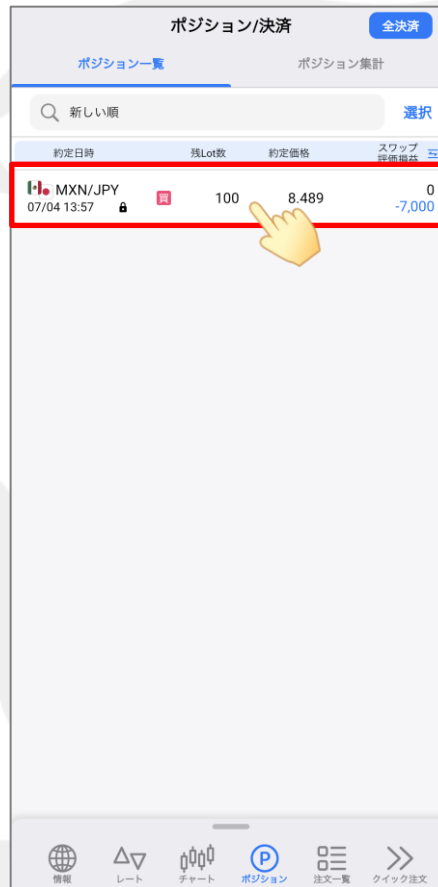 ポジション/決済
全決済
ポジション一覧
ポジション集計
新しい順
選択
約定日時 残Lot数 約定価格 スワップ
評価損益
MXN/JPY 買 100 8.489 0
07/04 13:57 -7,000
情報 レート チャート P ポジション 注文一覧 クイック注文